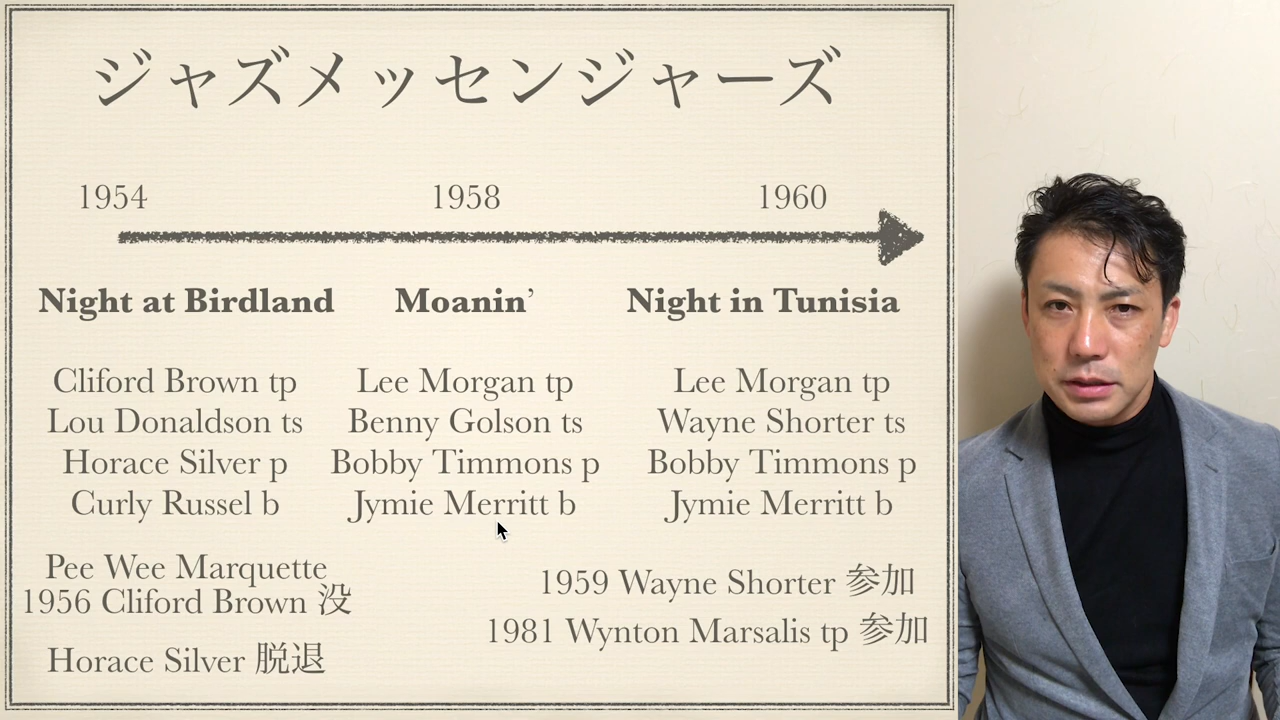 ジャズメッセンジャーズ
1954
1958
1960
Night at Birdland
Moanin’
Night in Tunisia
Cliford Brown tp
Lou Donaldson ts
Horace Silver p
Curly Russel b
Lee Morgan tp
Benny Golson ts
Bobby Timmons p
Jymie Merritt b
Lee Morgan tp
Wayne Shorter ts
Bobby Timmons p
Jymie Merritt b
Pee Wee Marquette
1956 Cliford Brown 没
Horace Silver 脱退
1959 Wayne Shorter 参加
1981 Wynton Marsalis tp 参加